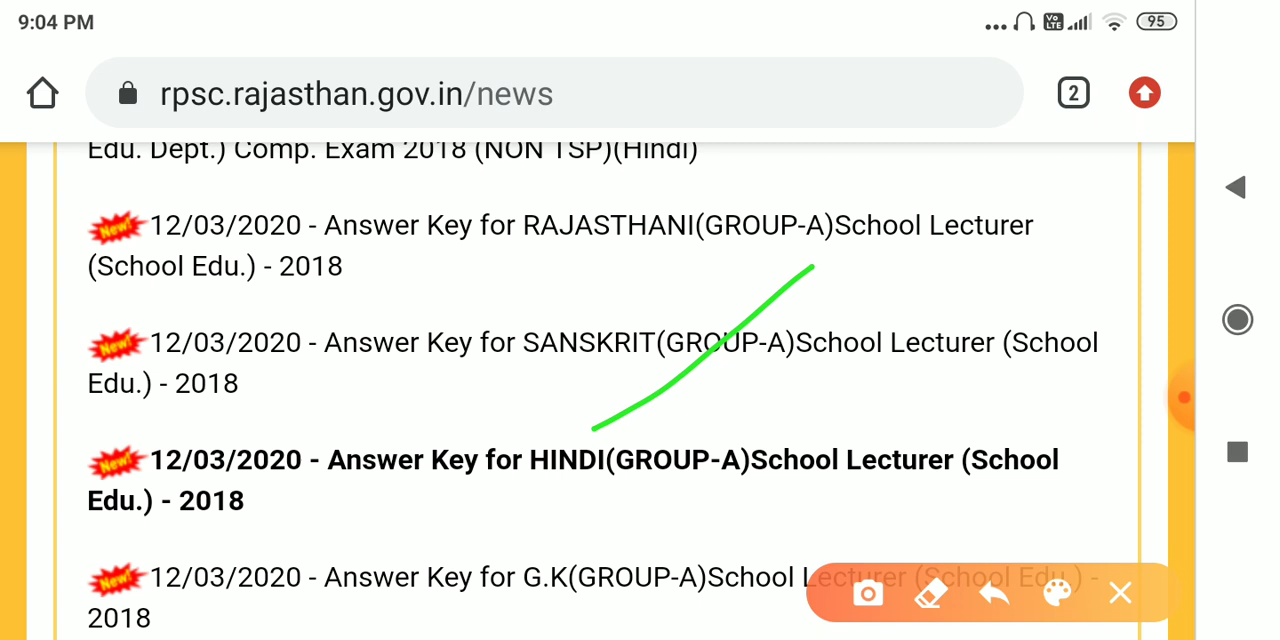 9:04 PM
Vo LTE
95
rpsc.rajasthan.gov.in/news
2
Edu. Dept.) Comp. Exam 2018 (NON TSP)(Hindi)
New! 12/03/2020 - Answer Key for RAJASTHANI(GROUP-A)School Lecturer
(School Edu.) - 2018
New! 12/03/2020 - Answer Key for SANSKRIT(GROUP-A)School Lecturer (School
Edu.) - 2018
New! 12/03/2020 - Answer Key for HINDI(GROUP-A)School Lecturer (School
Edu.) - 2018
New! 12/03/2020 - Answer Key for G.K(GROUP-A)School Lecturer (School Edu.) -
2018